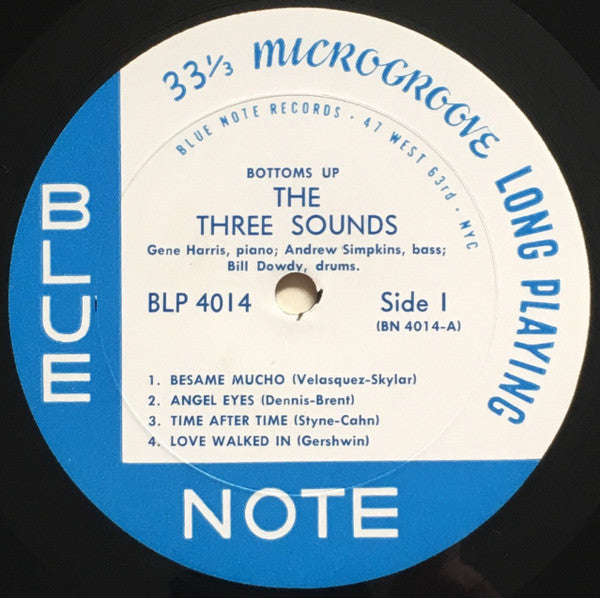 33⅓ MICROGROOVE LONG PLAYING
BLUE NOTE RECORDS · 47 WEST 63rd · NYC
BOTTOMS UP
THE
THREE SOUNDS
Gene Harris, piano; Andrew Simpkins, bass;
Bill Dowdy, drums.
BLP 4014
Side 1
(BN 4014-A)
1. BESAME MUCHO (Velasquez-Skylar)
2. ANGEL EYES (Dennis-Brent)
3. TIME AFTER TIME (Styne-Cahn)
4. LOVE WALKED IN (Gershwin)
BLUE
NOTE